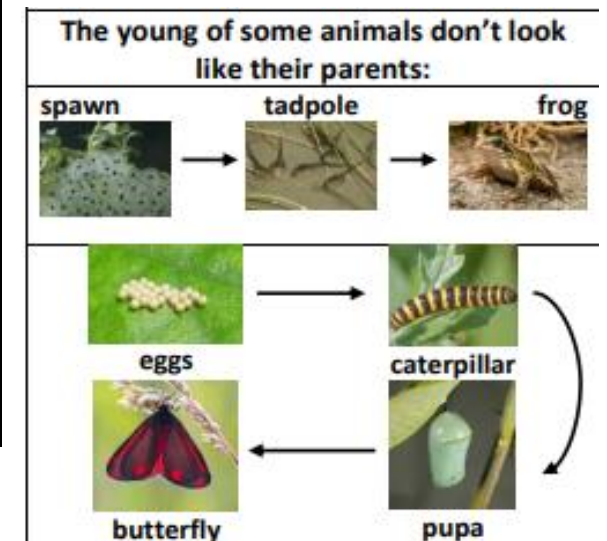 The young of some animals don't look
like their parents:
spawn tadpole frog
eggs caterpillar
butterfly pupa